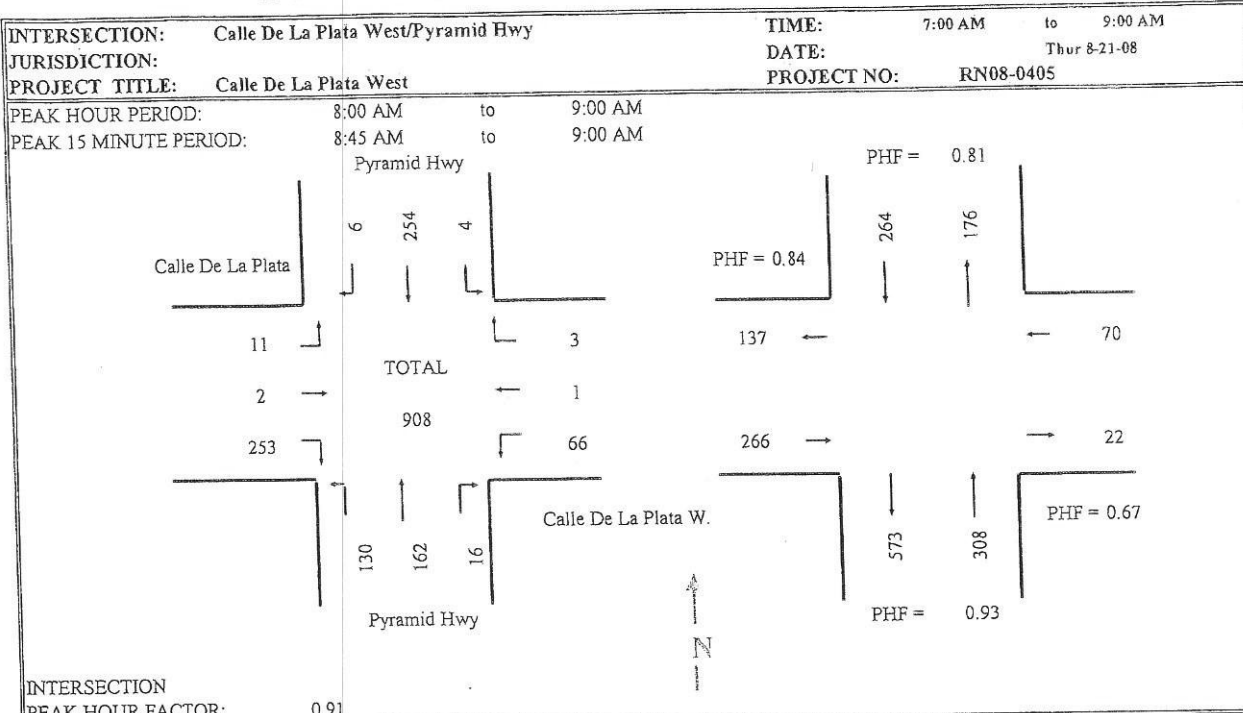 INTERSECTION: Calle De La Plata West/Pyramid Hwy TIME: 7:00 AM to 9:00 AM
JURISDICTION: DATE: Thur 8-21-08
PROJECT TITLE: Calle De La Plata West PROJECT NO: RN08-0405
PEAK HOUR PERIOD: 8:00 AM to 9:00 AM
PEAK 15 MINUTE PERIOD: 8:45 AM to 9:00 AM
Pyramid Hwy PHF = 0.81
6 254 4 264 176
Calle De La Plata PHF = 0.84
11 3 137 70
TOTAL
2 1
908
253 66 266 22
Calle De La Plata W. PHF = 0.67
130 162 16 573 308
Pyramid Hwy PHF = 0.93
N
INTERSECTION
PEAK HOUR FACTOR: 0.91